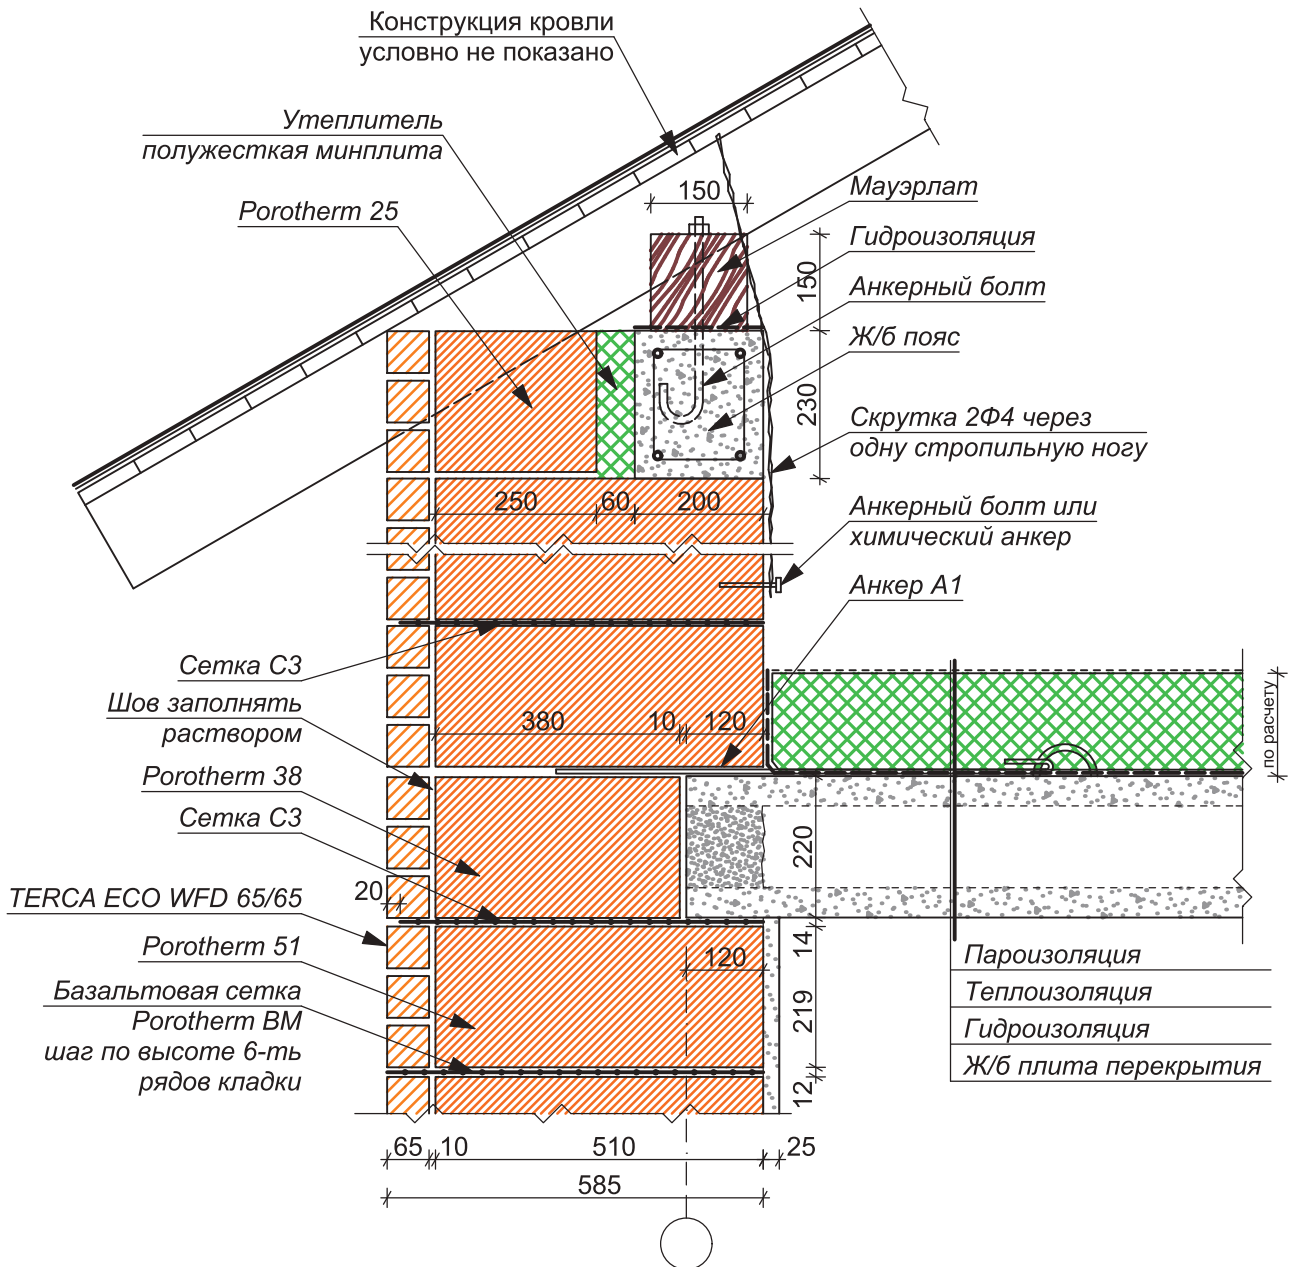 Конструкция кровли
условно не показано
Утеплитель
полужесткая минплита
Porotherm 25
150
Мауэрлат
Гидроизоляция
150
Анкерный болт
Ж/б пояс
230
Скрутка 2Ф4 через
одну стропильную ногу
250
60
200
Анкерный болт или
химический анкер
Анкер А1
Сетка С3
Шов заполнять
раствором
380
10
120
по расчету
Porotherm 38
Сетка С3
220
20
TERCA ECO WFD 65/65
14
Porotherm 51
120
Базальтовая сетка
Porotherm BM
шаг по высоте 6-ть
рядов кладки
219
12
Пароизоляция
Теплоизоляция
Гидроизоляция
Ж/б плита перекрытия
65
10
510
25
585